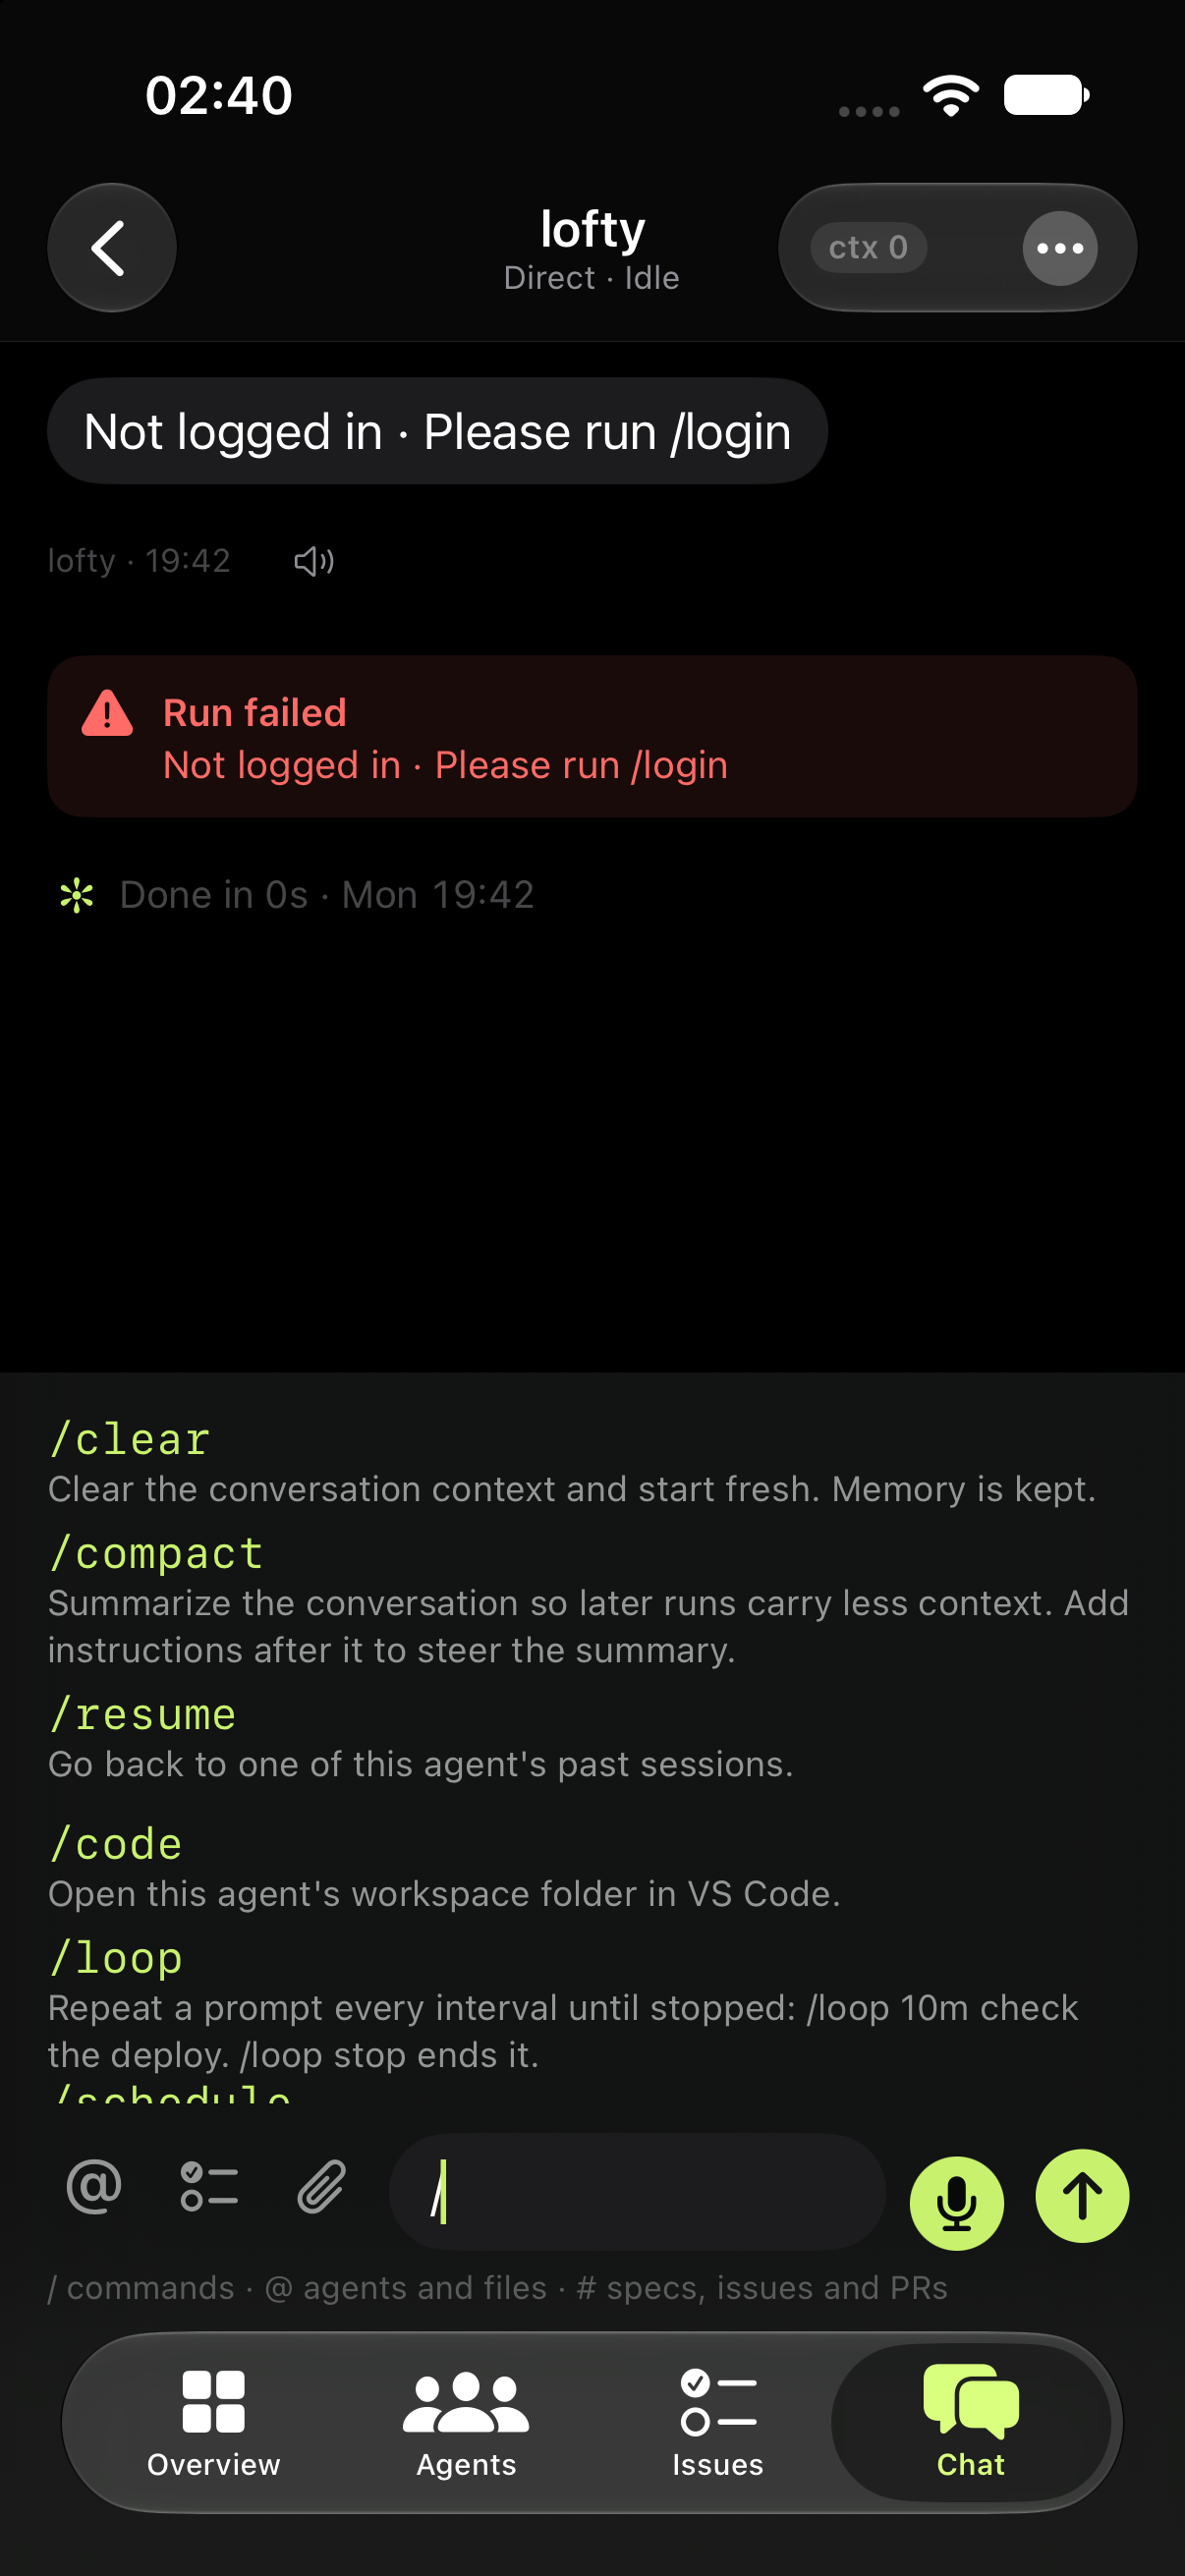 02:40
lofty
Direct · Idle
ctx 0
Not logged in · Please run /login
lofty · 19:42
Run failed
Not logged in · Please run /login
Done in 0s · Mon 19:42
/clear
Clear the conversation context and start fresh. Memory is kept.
/compact
Summarize the conversation so later runs carry less context. Add
instructions after it to steer the summary.
/resume
Go back to one of this agent's past sessions.
/code
Open this agent's workspace folder in VS Code.
/loop
Repeat a prompt every interval until stopped: /loop 10m check
the deploy. /loop stop ends it.
/schedule
/
/ commands · @ agents and files · # specs, issues and PRs
Overview
Agents
Issues
Chat